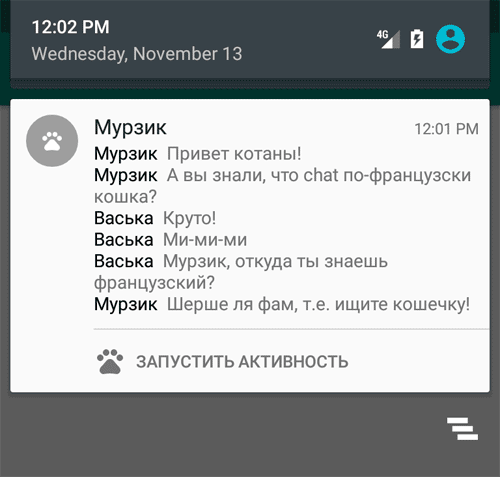 12:02 PM
4G
Wednesday, November 13
Мурзик 12:01 PM
Мурзик Привет котаны!
Мурзик А вы знали, что chat по-французски
кошка?
Васька Круто!
Васька Ми-ми-ми
Васька Мурзик, откуда ты знаешь
французский?
Мурзик Шерше ля фам, т.е. ищите кошечку!
ЗАПУСТИТЬ АКТИВНОСТЬ